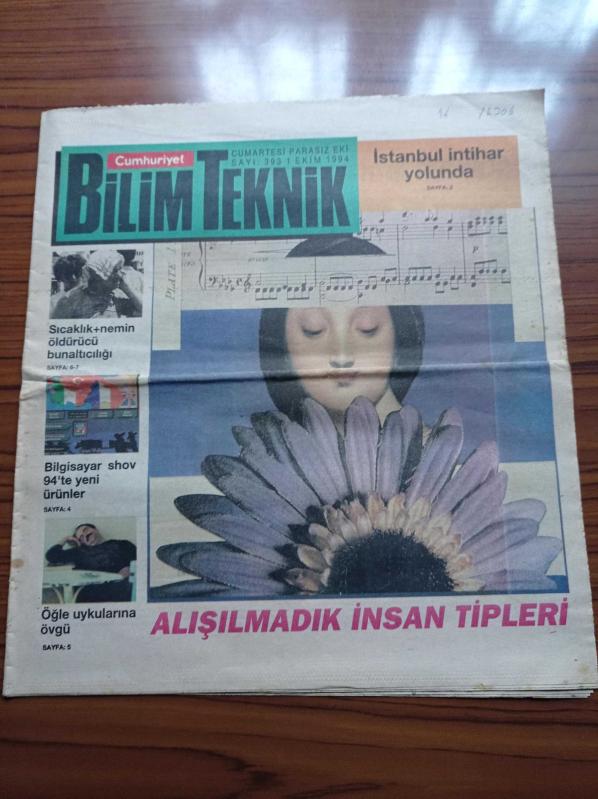 Cumhuriyet
BİLİM TEKNİK
CUMARTESİ PARASIZ EKİ
SAYI: 393 1 EKİM 1994
İstanbul intihar
yolunda
SAYFA: 2
PLATE
p
Sıcaklık+nemin
öldürücü
bunaltıcılığı
SAYFA: 6-7
Bilgisayar shov
94'te yeni
ürünler
SAYFA: 4
Öğle uykularına
övgü
SAYFA: 5
ALIŞILMADIK İNSAN TİPLERİ